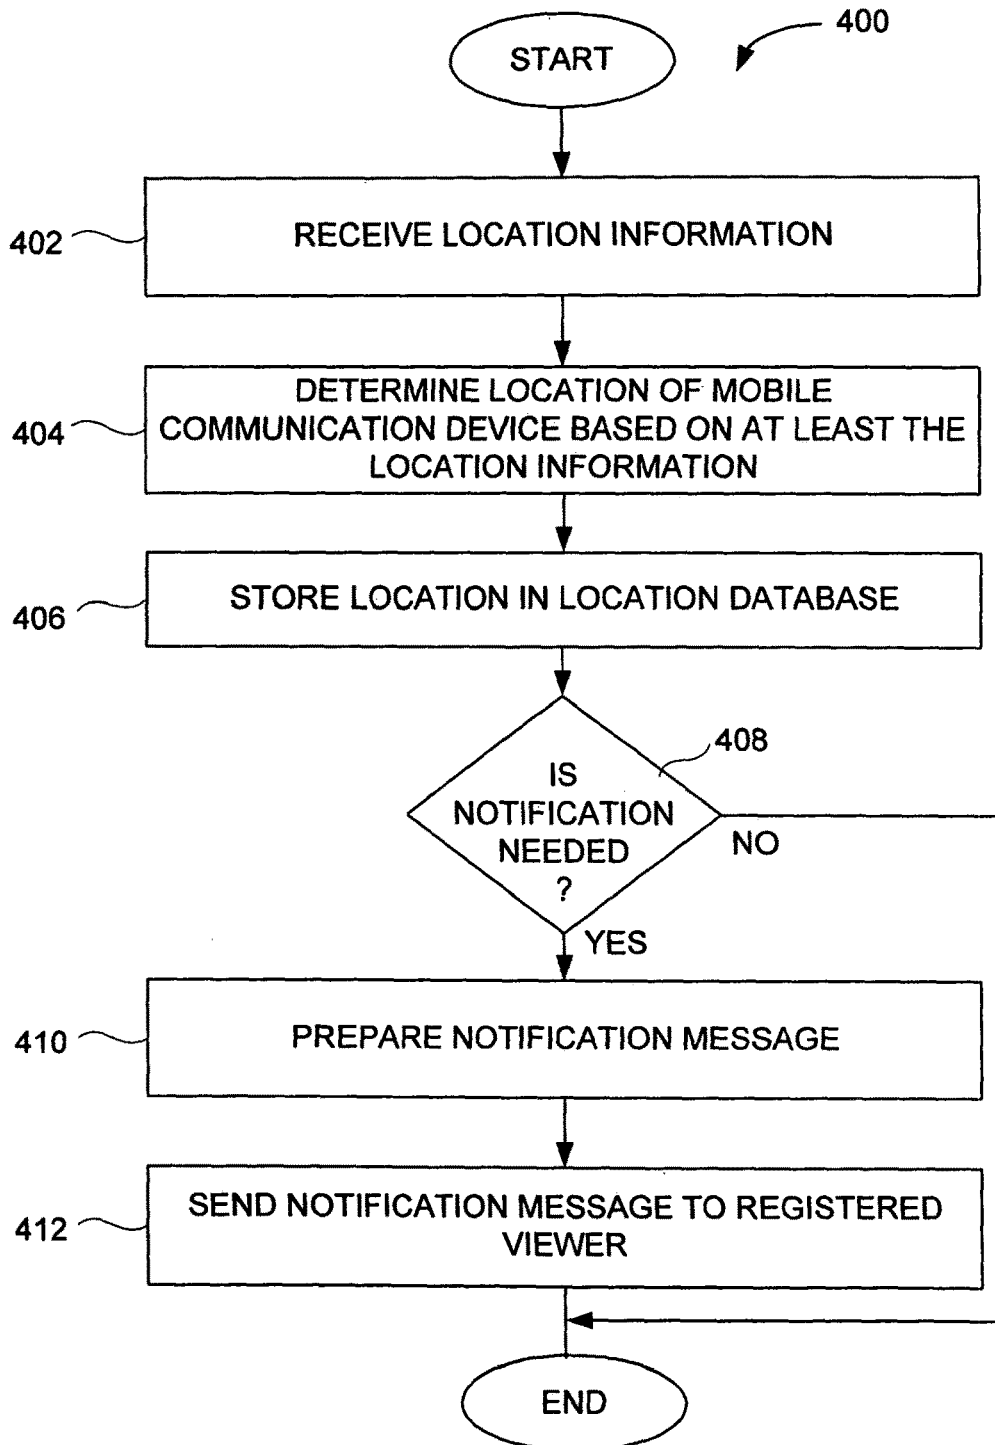 400
START
402
RECEIVE LOCATION INFORMATION
404
DETERMINE LOCATION OF MOBILE
COMMUNICATION DEVICE BASED ON AT LEAST THE
LOCATION INFORMATION
406
STORE LOCATION IN LOCATION DATABASE
408
IS
NOTIFICATION
NEEDED
?
NO
YES
410
PREPARE NOTIFICATION MESSAGE
412
SEND NOTIFICATION MESSAGE TO REGISTERED
VIEWER
END